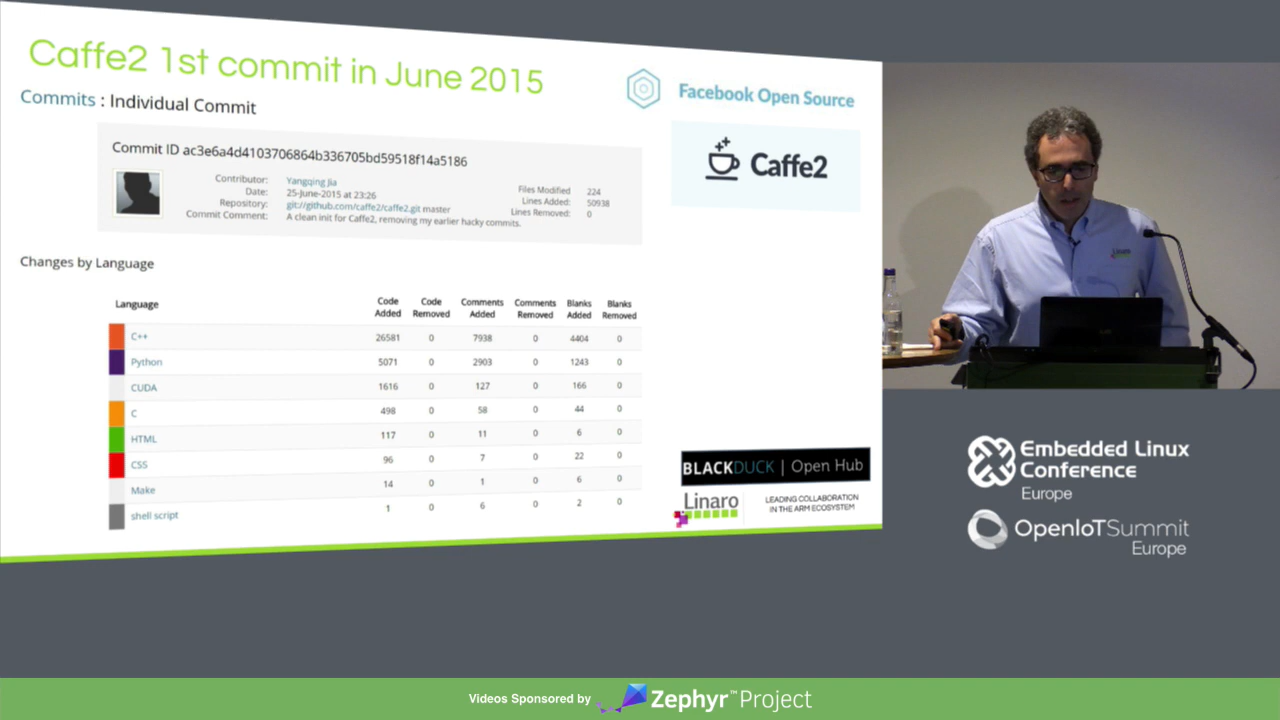 Caffe2 1st commit in June 2015
Commits : Individual Commit
Facebook Open Source
Caffe2
Commit ID ac3e6a4d4103706864b336705bd59518f14a5186
Contributor: Yangqing Jia
Date: 25-June-2015 at 23:26
Repository: git://github.com/caffe2/caffe2.git master
Commit Comment: A clean init for Caffe2, removing my earlier hacky commits.
Files Modified 224
Lines Added: 50938
Lines Removed: 0
Changes by Language
Language Code Added Code Removed Comments Added Comments Removed Blanks Added Blanks Removed
C++ 26581 0 7938 0 4404 0
Python 5071 0 2903 0 1243 0
CUDA 1616 0 127 0 166 0
C 498 0 58 0 44 0
HTML 117 0 11 0 6 0
CSS 96 0 7 0 22 0
Make 14 0 1 0 6 0
shell script 1 0 6 0 2 0
BLACKDUCK | Open Hub
Linaro
LEADING COLLABORATION
IN THE ARM ECOSYSTEM
Linaro
Embedded Linux
Conference
Europe
OpenIoTSummit
Europe
Videos Sponsored by Zephyr™Project